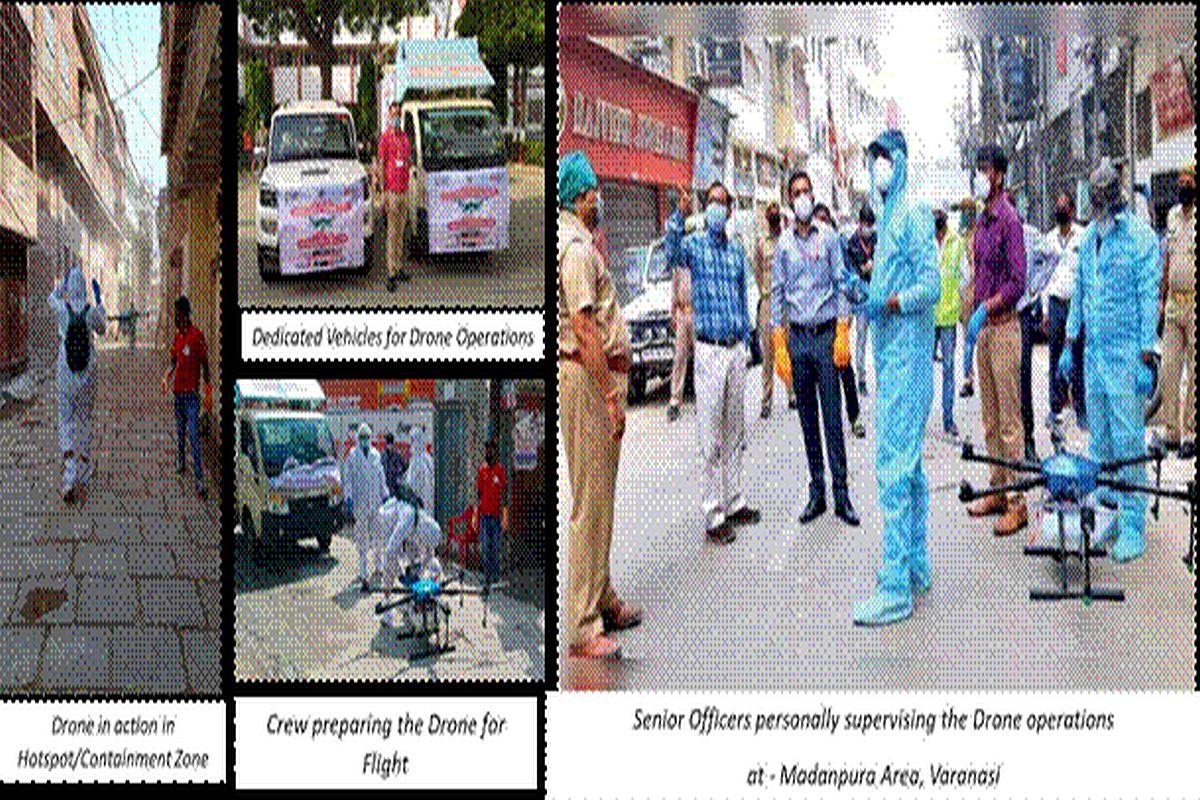 Dedicated Vehicles for Drone Operations
Drone in action in
Hotspot/Containment Zone
Crew preparing the Drone for
Flight
Senior Officers personally supervising the Drone operations
at - Madanpura Area, Varanasi